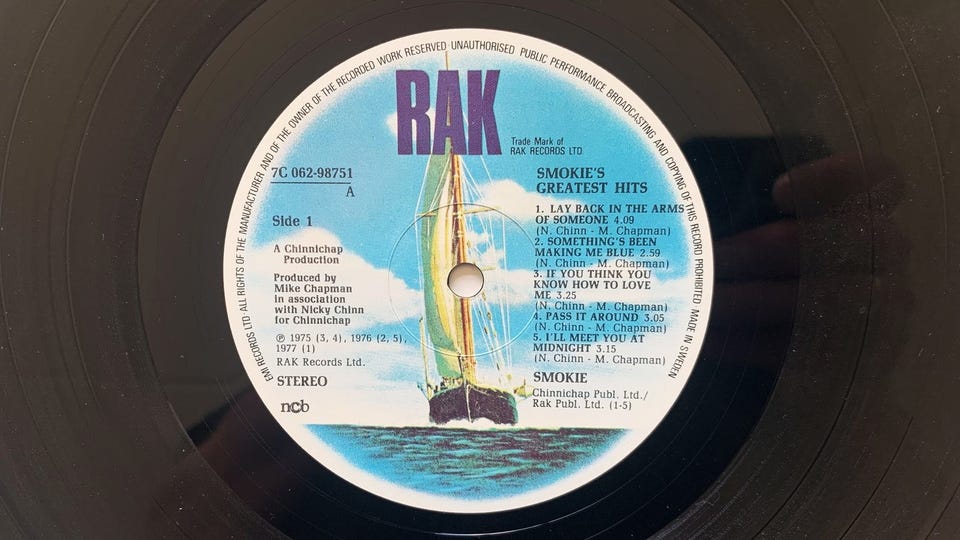 EMI RECORDS LTD ALL RIGHTS OF THE MANUFACTURER AND OF THE OWNER OF THE RECORDED WORK RESERVED UNAUTHORISED PUBLIC PERFORMANCE BROADCASTING AND COPYING OF THIS RECORD PROHIBITED MADE IN SWEDEN
RAK
Trade Mark of
RAK RECORDS LTD.
7C 062-98751
A
Side 1
A Chinnichap
Production
Produced by
Mike Chapman
in association
with Nicky Chinn
for Chinnichap
℗ 1975 (3, 4), 1976 (2, 5),
1977 (1)
RAK Records Ltd.
STEREO
ncb
SMOKIE'S
GREATEST HITS
1. LAY BACK IN THE ARMS
OF SOMEONE 4.09
(N. Chinn - M. Chapman)
2. SOMETHING'S BEEN
MAKING ME BLUE 2.59
(N. Chinn - M. Chapman)
3. IF YOU THINK YOU
KNOW HOW TO LOVE
ME 3.25
(N. Chinn - M. Chapman)
4. PASS IT AROUND 3.05
(N. Chinn - M. Chapman)
5. I'LL MEET YOU AT
MIDNIGHT 3.15
(N. Chinn - M. Chapman)
SMOKIE
Chinnichap Publ. Ltd./
Rak Publ. Ltd. (1-5)